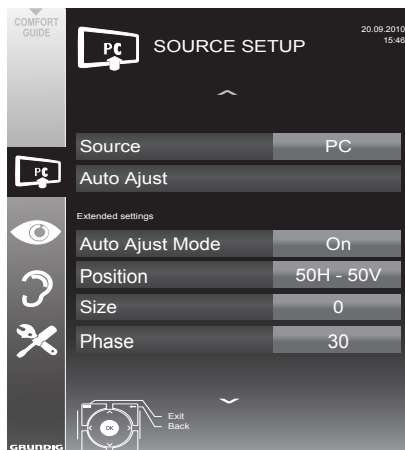 COMFORT
GUIDE
PC
SOURCE SETUP
20.09.2010
15:46
Source PC
PC
Auto Ajust
Extended settings
Auto Ajust Mode On
Position 50H - 50V
Size 0
Phase 30
Exit
OK
Back
GRUNDIG